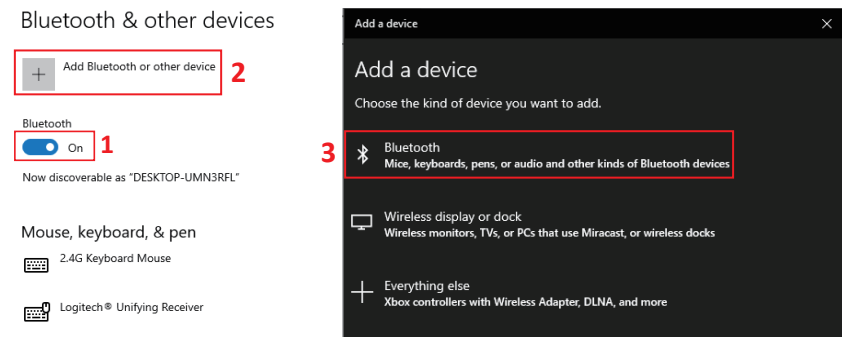 Bluetooth & other devices
Add Bluetooth or other device
2
Bluetooth
On
1
Now discoverable as "DESKTOP-UMN3RFL"
Mouse, keyboard, & pen
2.4G Keyboard Mouse
Logitech® Unifying Receiver
Add a device
Add a device
Choose the kind of device you want to add.
3
Bluetooth
Mice, keyboards, pens, or audio and other kinds of Bluetooth devices
Wireless display or dock
Wireless monitors, TVs, or PCs that use Miracast, or wireless docks
Everything else
Xbox controllers with Wireless Adapter, DLNA, and more